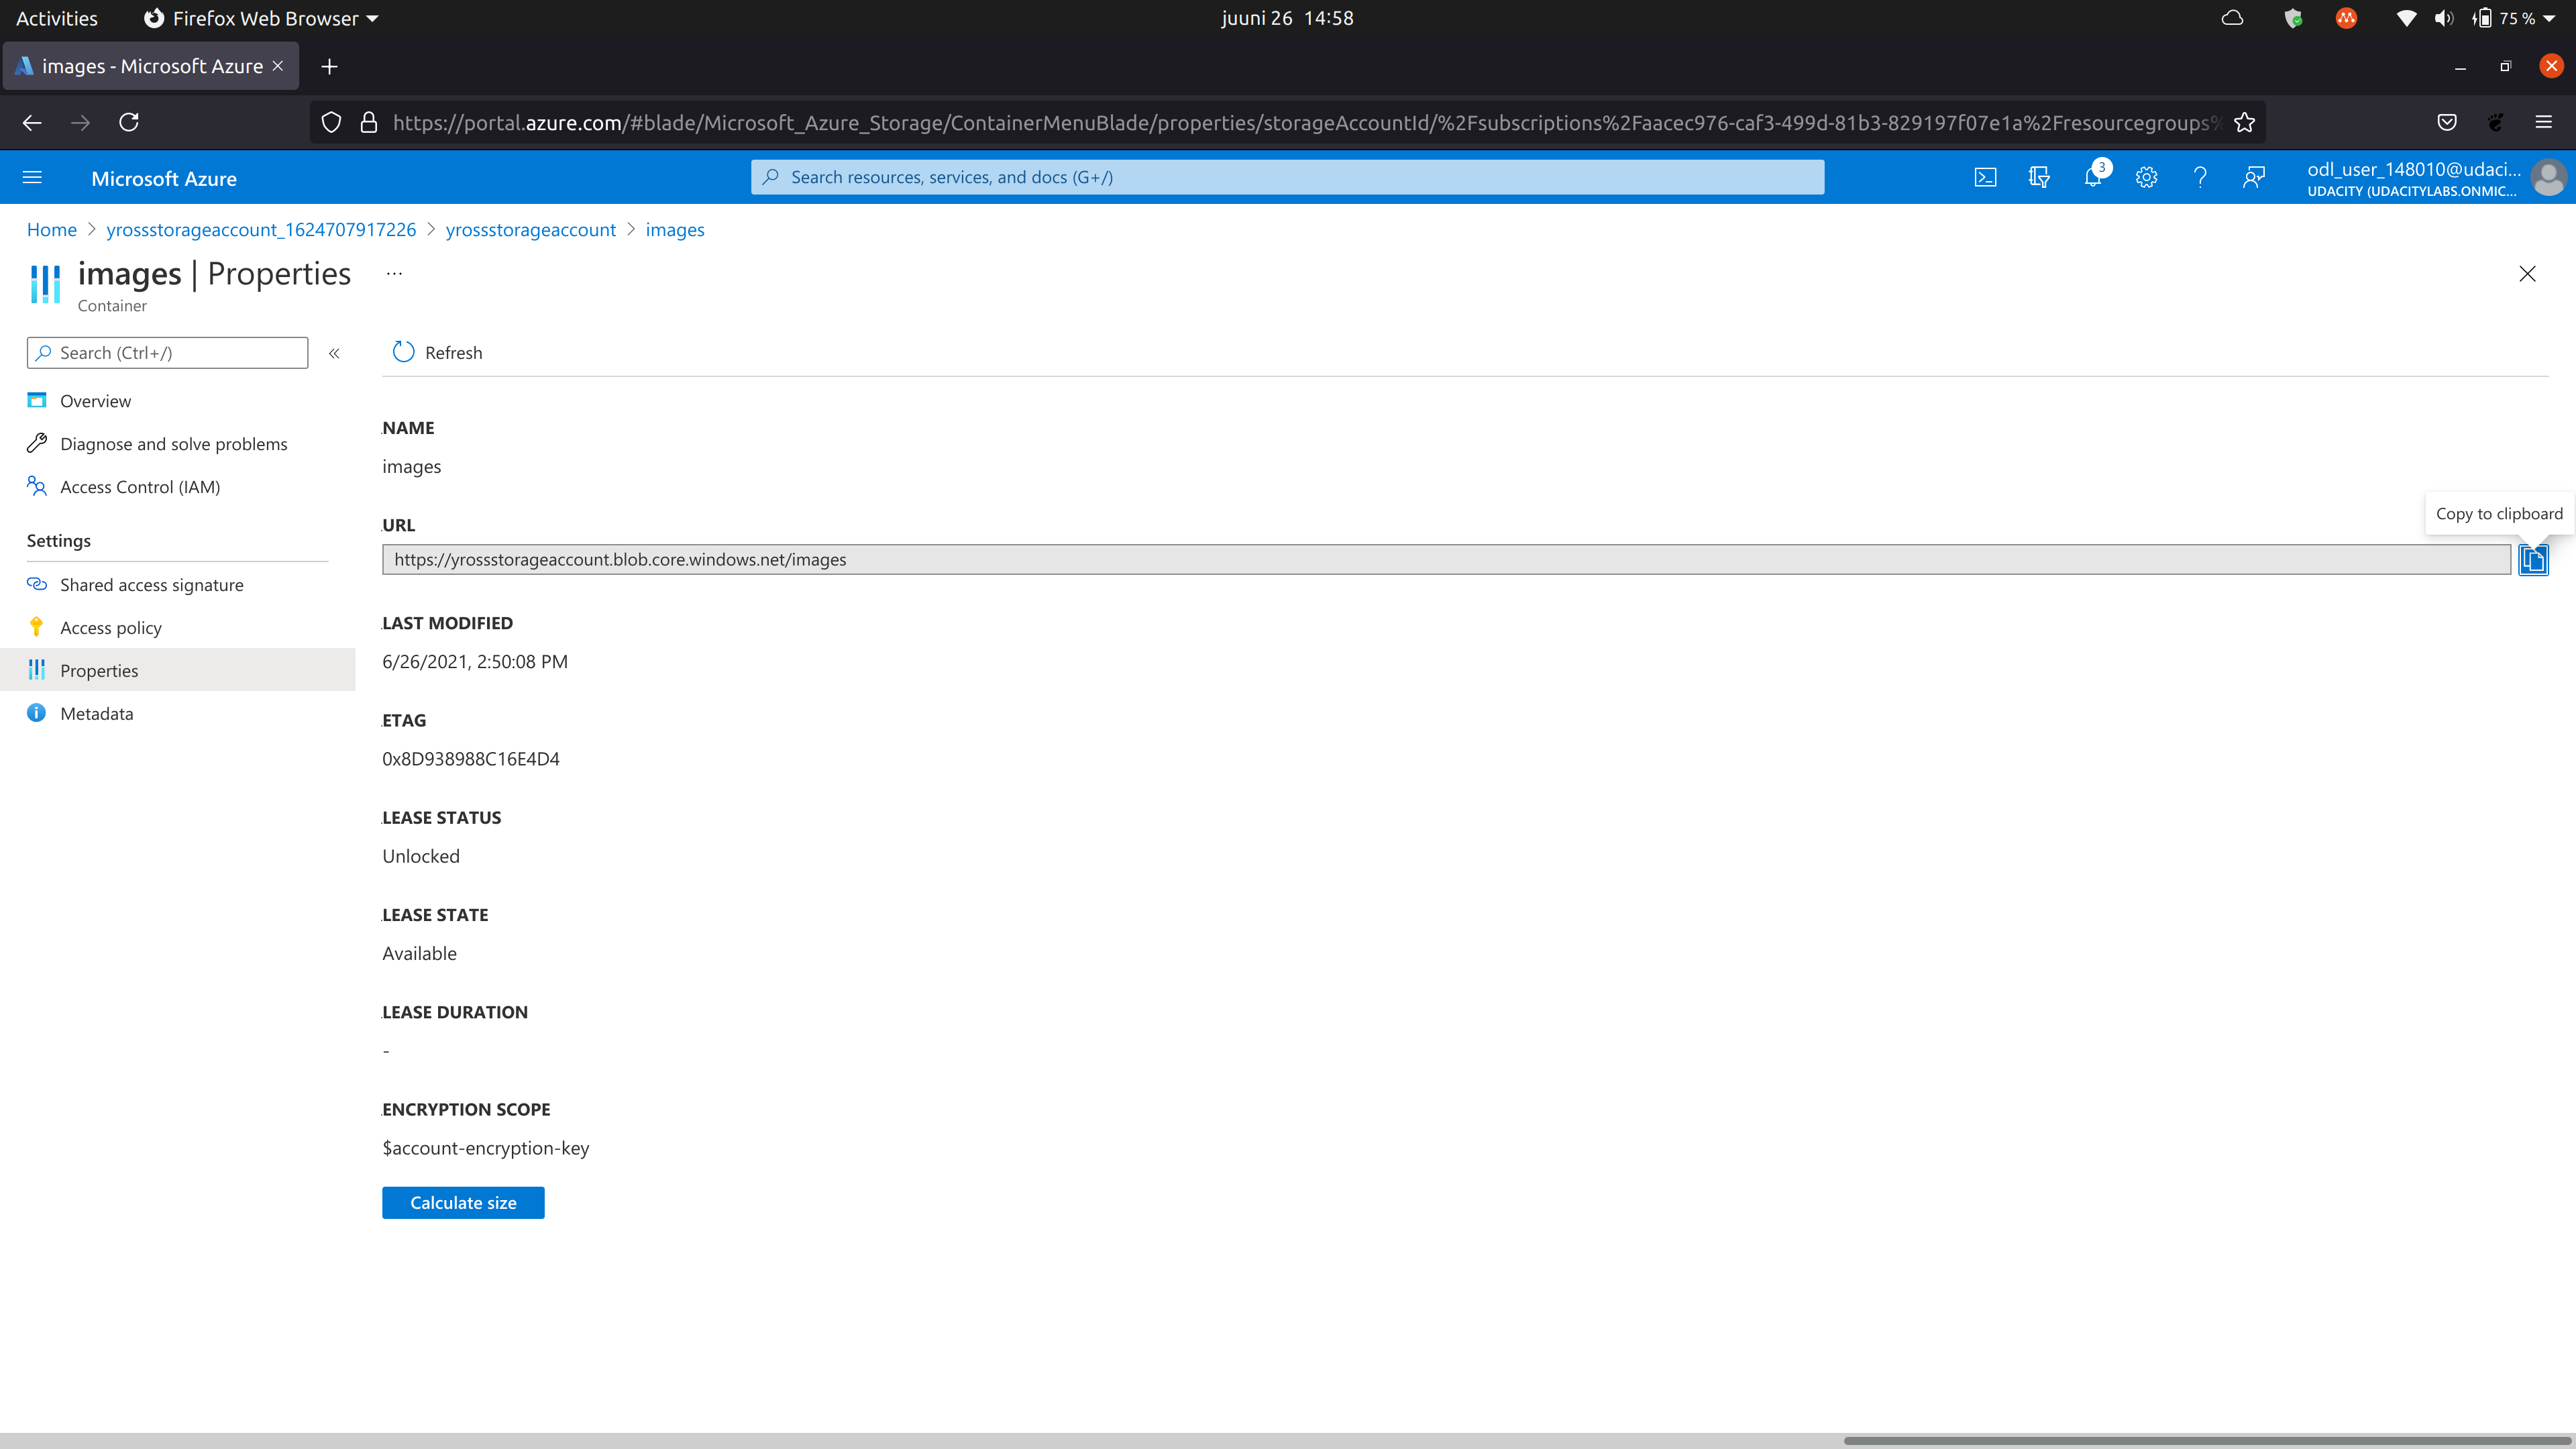 Activities Firefox Web Browser juuni 26 14:58 75 %
images - Microsoft Azure
https://portal.azure.com/#blade/Microsoft_Azure_Storage/ContainerMenuBlade/properties/storageAccountId/%2Fsubscriptions%2Faacec976-caf3-499d-81b3-829197f07e1a%2Fresourcegroups%
Microsoft Azure Search resources, services, and docs (G+/) 3 odl_user_148010@udaci...
UDACITY (UDACITYLABS.ONMIC...
Home > yrossstorageaccount_1624707917226 > yrossstorageaccount > images
images | Properties ...
Container
Search (Ctrl+/) «
Refresh
Overview
Diagnose and solve problems
Access Control (IAM)
Settings
Shared access signature
Access policy
Properties
Metadata
NAME
images
URL
Copy to clipboard
https://yrossstorageaccount.blob.core.windows.net/images
LAST MODIFIED
6/26/2021, 2:50:08 PM
ETAG
0x8D938988C16E4D4
LEASE STATUS
Unlocked
LEASE STATE
Available
LEASE DURATION
-
ENCRYPTION SCOPE
$account-encryption-key
Calculate size